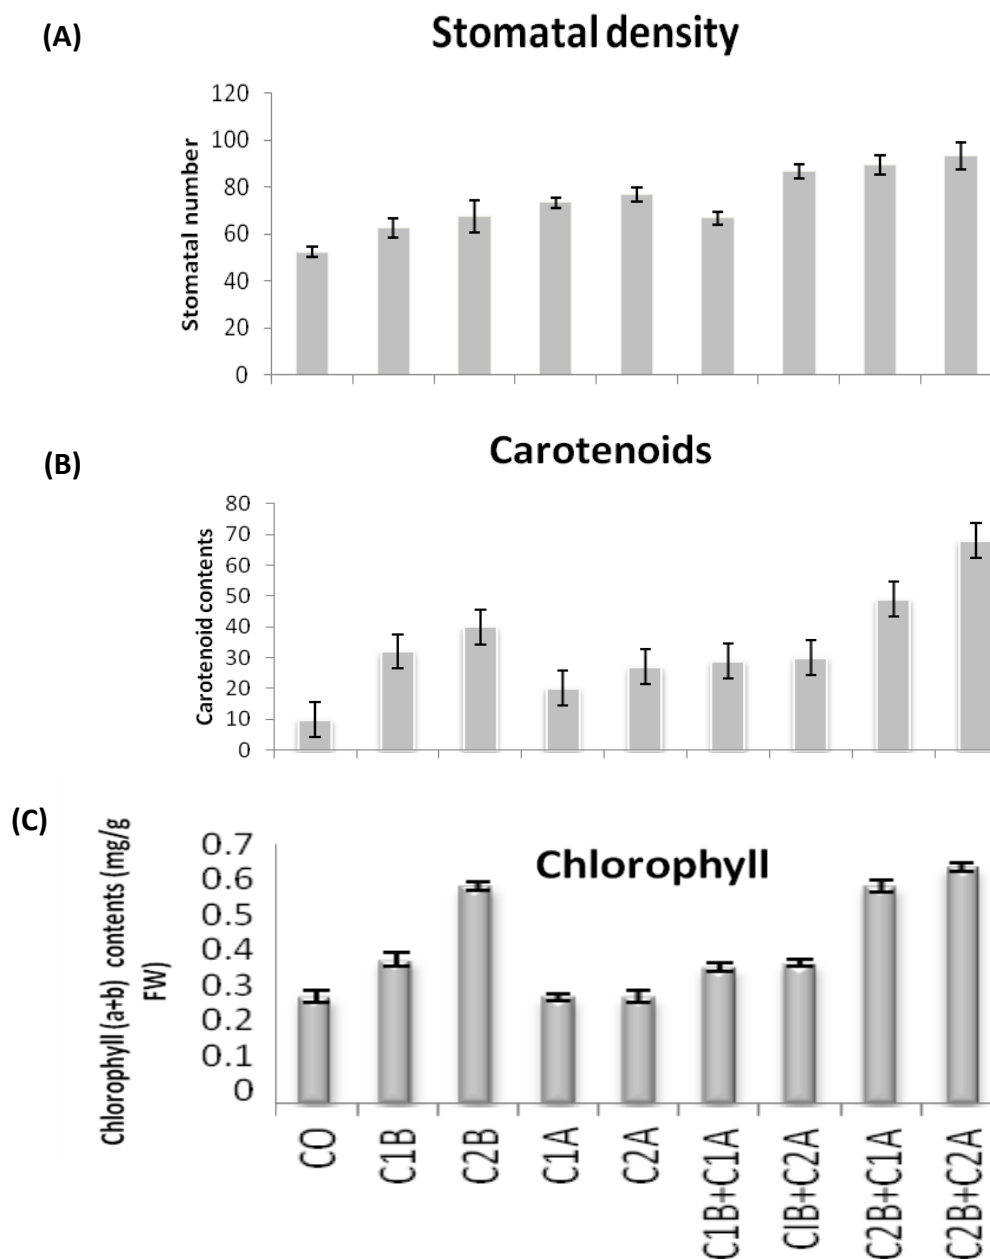 (A)
Stomatal density
Stomatal number
120
100
80
60
40
20
0
(B)
Carotenoids
Carotenoid contents
80
70
60
50
40
30
20
10
0
(C)
Chlorophyll
Chlorophyll (a+b) contents (mg/g
FW)
0.7
0.6
0.5
0.4
0.3
0.2
0.1
0
CO
C1B
C2B
C1A
C2A
C1B+C1A
CIB+C2A
C2B+C1A
C2B+C2A